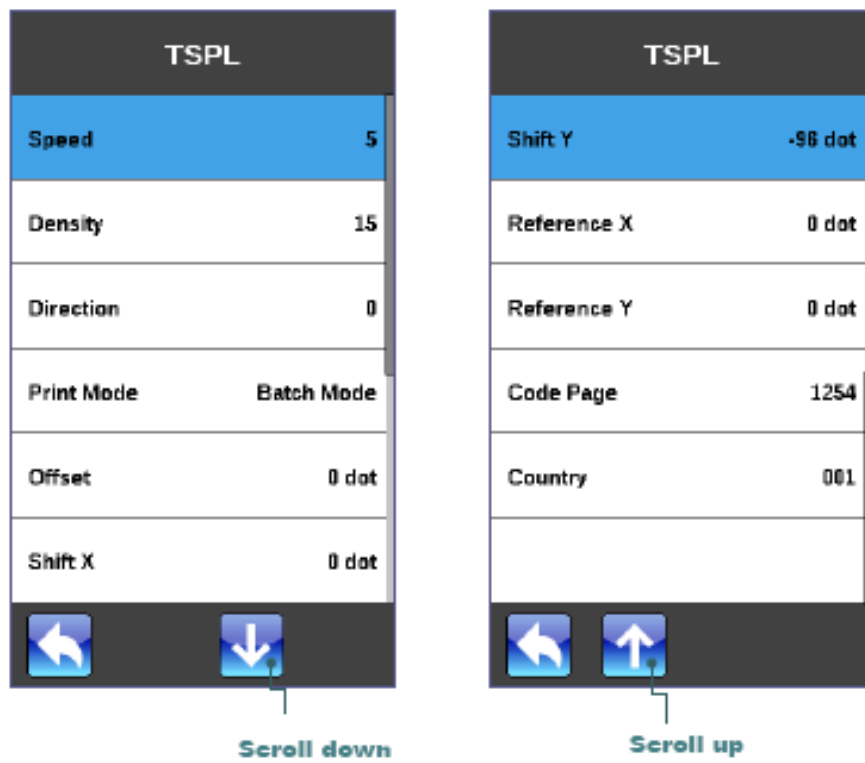 TSPL
Speed 5
Density 15
Direction 0
Print Mode Batch Mode
Offset 0 dot
Shift X 0 dot
Scroll down
TSPL
Shift Y -96 dot
Reference X 0 dot
Reference Y 0 dot
Code Page 1254
Country 001
Scroll up